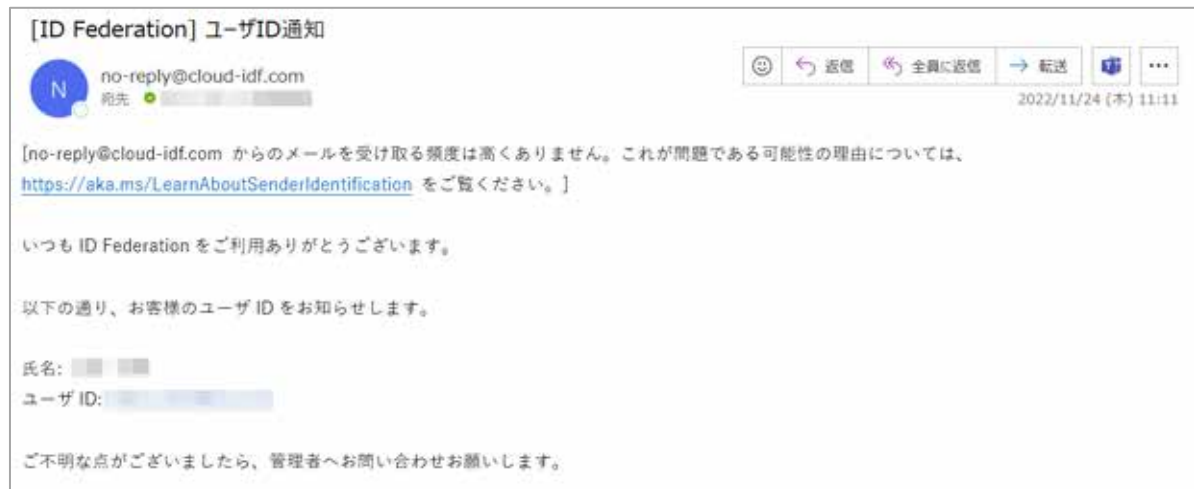 [ID Federation] ユーザID通知
N
no-reply@cloud-idf.com
宛先
返信
全員に返信
転送
2022/11/24 (木) 11:11
[no-reply@cloud-idf.com からのメールを受け取る頻度は高くありません。これが問題である可能性の理由については、
https://aka.ms/LearnAboutSenderIdentification をご覧ください。]
いつも ID Federation をご利用ありがとうございます。
以下の通り、お客様のユーザ ID をお知らせします。
氏名:
ユーザ ID:
ご不明な点がございましたら、管理者へお問い合わせお願いします。